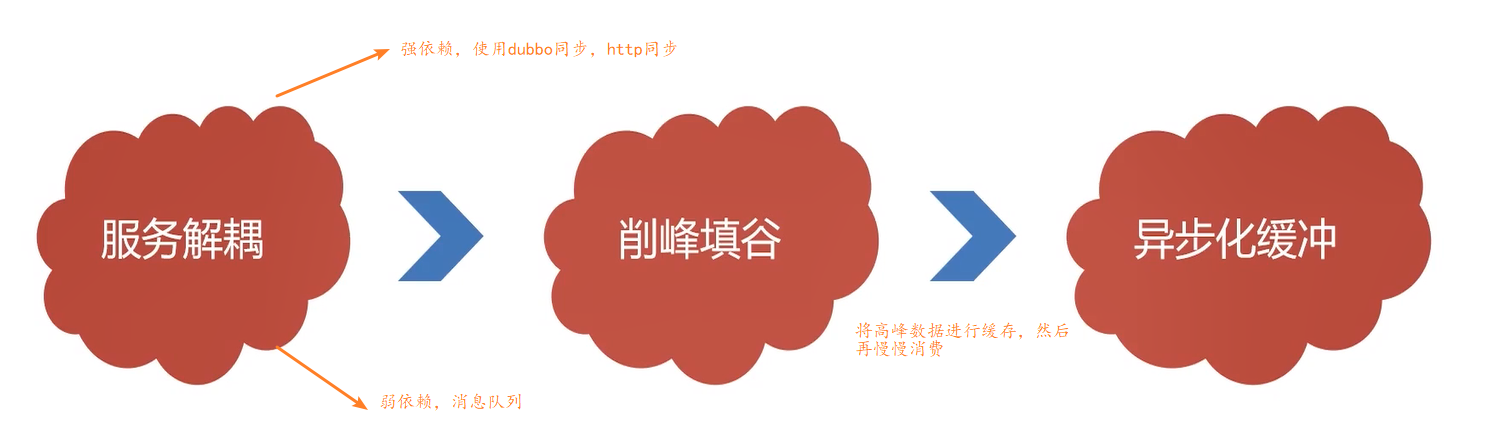 强依赖，使用dubbo同步，http同步
服务解耦
削峰填谷
异步化缓冲
将高峰数据进行缓存，然后
再慢慢消费
弱依赖，消息队列